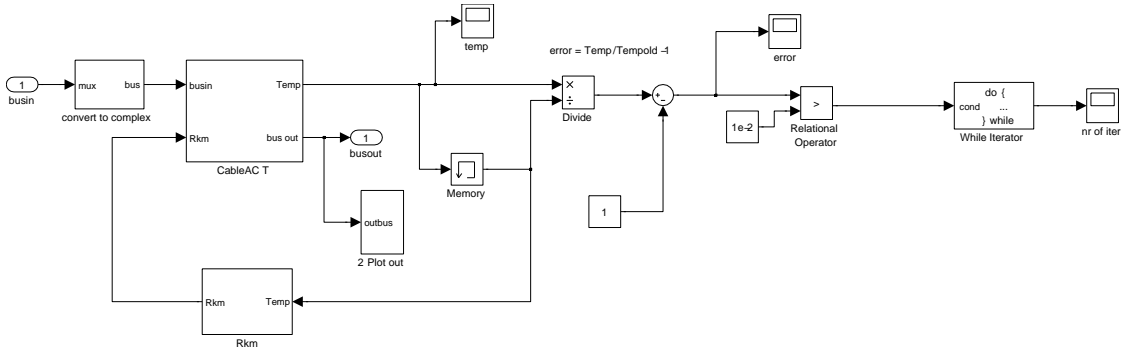 temp
error = Temp/Tempold -1
error
1
busin
mux
bus
convert to complex
busin
Temp
Rkm
bus out
CableAC T
1
busout
×
÷
Divide
+
-
1e-2
>
Relational
Operator
do {
cond
...
} while
While Iterator
nr of iter
Memory
1
outbus
2 Plot out
Rkm
Temp
Rkm